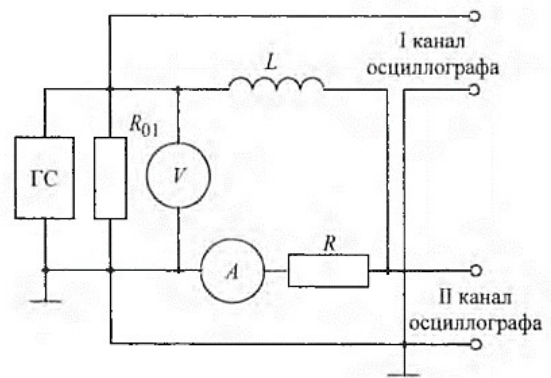 I канал
осциллографа
L
R01
ГС
V
R
A
II канал
осциллографа